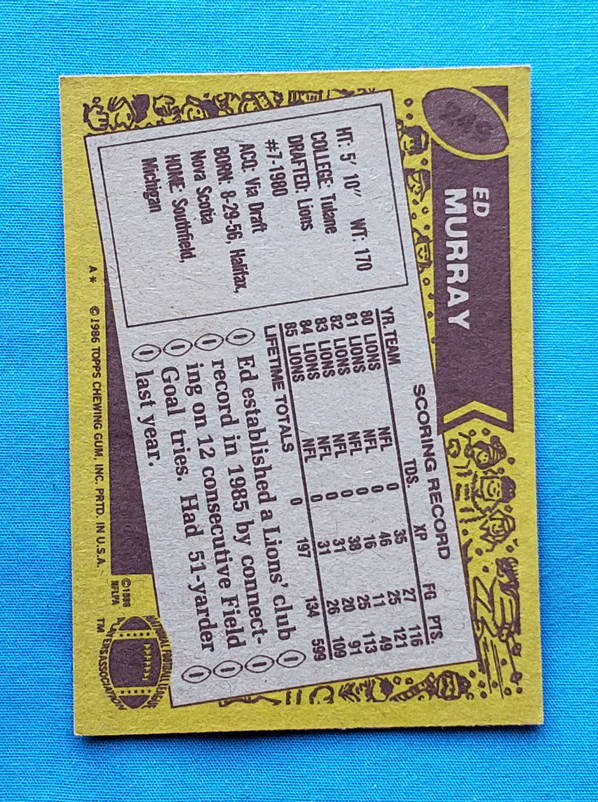 249
ED
MURRAY
HT: 5' 10" WT: 170
COLLEGE: Tulane
DRAFTED: Lions
#7-1980
ACQ: Via Draft
BORN: 8-29-56, Halifax,
Nova Scotia
HOME: Southfield,
Michigan
SCORING RECORD
YR. TEAM TDS. XP FG PTS.
80 LIONS NFL 0 35 27 116
81 LIONS NFL 0 46 25 121
82 LIONS NFL 0 16 11 49
83 LIONS NFL 0 38 25 113
84 LIONS NFL 0 31 20 91
85 LIONS NFL 0 31 26 109
LIFETIME TOTALS 0 197 134 599
Ed established a Lions' club
record in 1985 by connect-
ing on 12 consecutive Field
Goal tries. Had 51-yarder
last year.
A* © 1986 TOPPS CHEWING GUM, INC. PRTD. IN U.S.A.
© 1986
NFLPA
TM